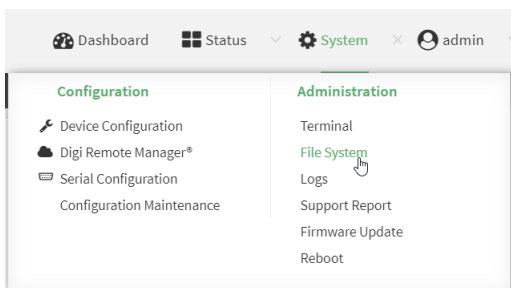 Dashboard Status System admin
Configuration
Device Configuration
Digi Remote Manager®
Serial Configuration
Configuration Maintenance
Administration
Terminal
File System
Logs
Support Report
Firmware Update
Reboot